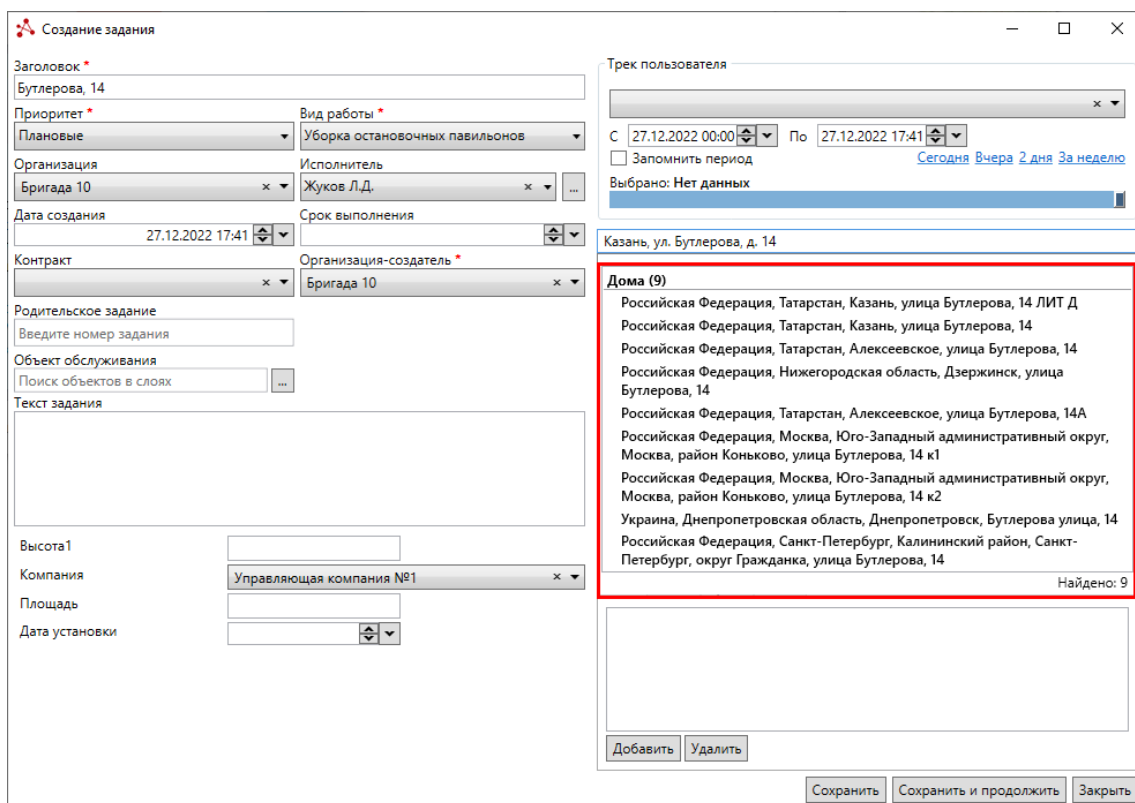 Создание задания
Заголовок *
Бутлерова, 14
Приоритет *
Вид работы *
Плановые
Уборка остановочных павильонов
Организация
Исполнитель
Бригада 10
Жуков Л.Д.
...
Дата создания
Срок выполнения
27.12.2022 17:41
Контракт
Организация-создатель *
Бригада 10
Родительское задание
Введите номер задания
Объект обслуживания
Поиск объектов в слоях
...
Текст задания
Высота1
Компания
Управляющая компания №1
Площадь
Дата установки
Трек пользователя
С 27.12.2022 00:00 По 27.12.2022 17:41
Запомнить период
Сегодня Вчера 2 дня За неделю
Выбрано: Нет данных
Казань, ул. Бутлерова, д. 14
Дома (9)
Российская Федерация, Татарстан, Казань, улица Бутлерова, 14 ЛИТ Д
Российская Федерация, Татарстан, Казань, улица Бутлерова, 14
Российская Федерация, Татарстан, Алексеевское, улица Бутлерова, 14
Российская Федерация, Нижегородская область, Дзержинск, улица
Бутлерова, 14
Российская Федерация, Татарстан, Алексеевское, улица Бутлерова, 14А
Российская Федерация, Москва, Юго-Западный административный округ,
Москва, район Коньково, улица Бутлерова, 14 к1
Российская Федерация, Москва, Юго-Западный административный округ,
Москва, район Коньково, улица Бутлерова, 14 к2
Украина, Днепропетровская область, Днепропетровск, Бутлерова улица, 14
Российская Федерация, Санкт-Петербург, Калининский район, Санкт-
Петербург, округ Гражданка, улица Бутлерова, 14
Найдено: 9
Добавить
Удалить
Сохранить
Сохранить и продолжить
Закрыть